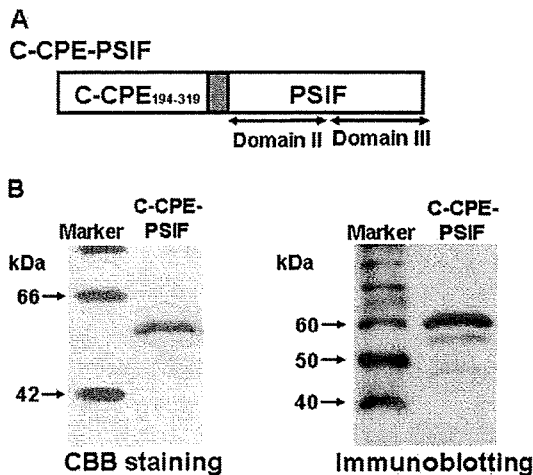 A
C-CPE-PSIF
C-CPE194-319 PSIF
Domain II Domain III
B
C-CPE-
PSIF
Marker
kDa
66
42
CBB staining
C-CPE-
PSIF
Marker
kDa
60
50
40
Immunoblotting